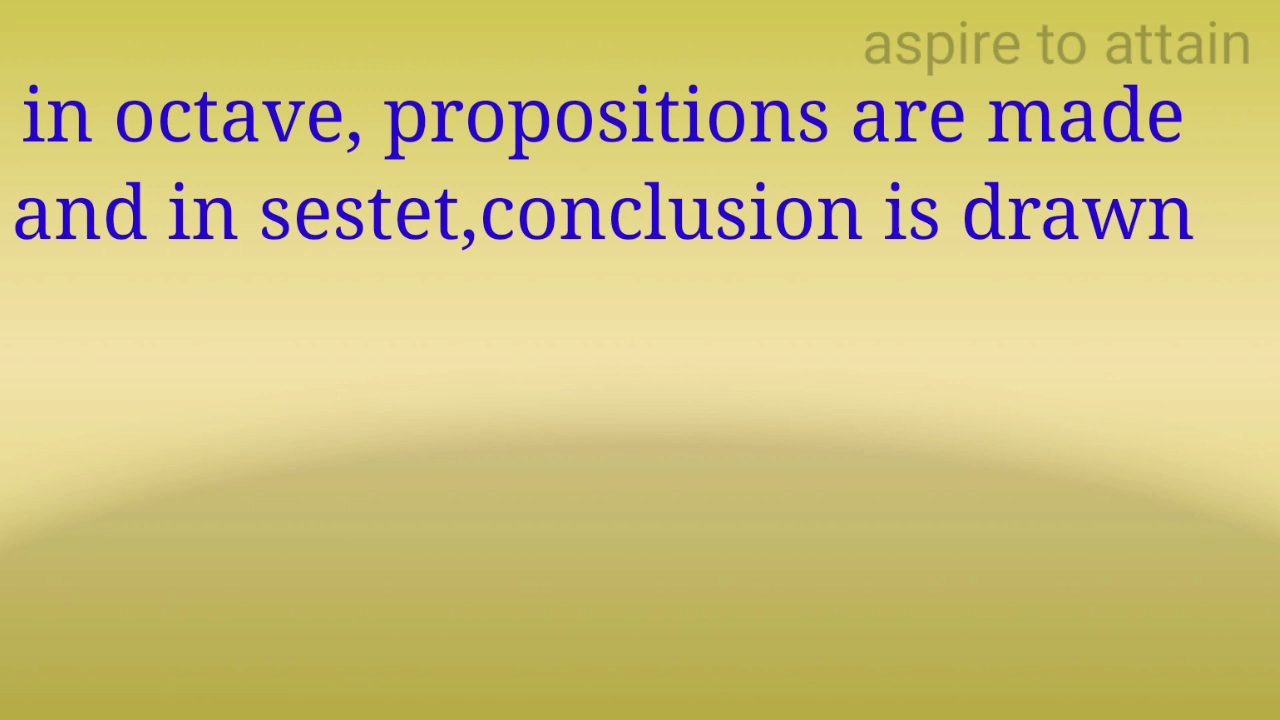 aspire to attain
in octave, propositions are made
and in sestet,conclusion is drawn